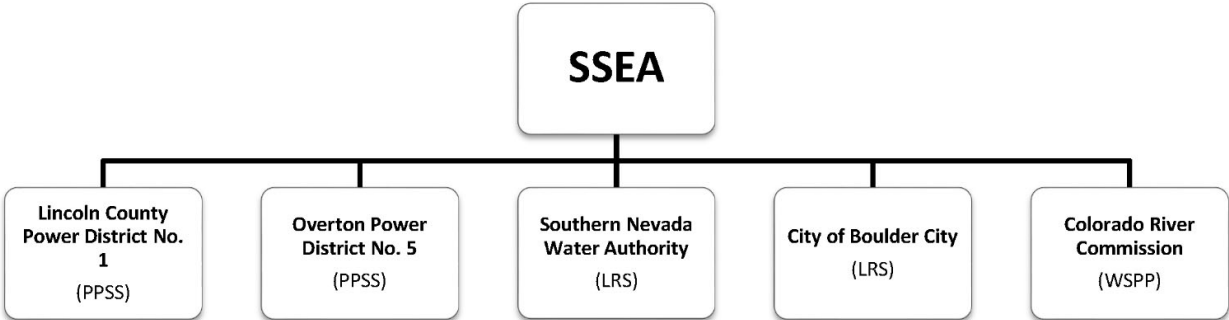 SSEA
Lincoln County
Power District No.
1
(PPSS)
Overton Power
District No. 5
(PPSS)
Southern Nevada
Water Authority
(LRS)
City of Boulder City
(LRS)
Colorado River
Commission
(WSPP)